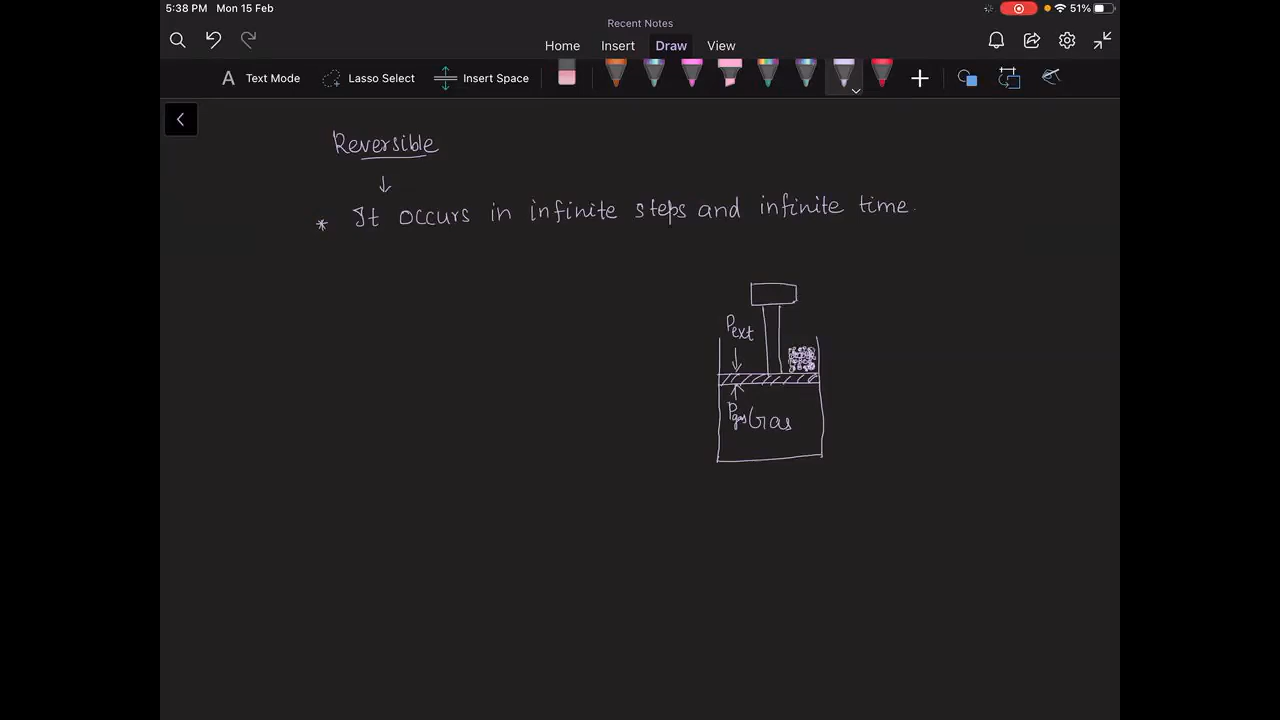 5:38 PM Mon 15 Feb
51%
Recent Notes
Home Insert Draw View
Text Mode Lasso Select Insert Space
Reversible
* It occurs in infinite steps and infinite time.
Pext
Pgas Gas